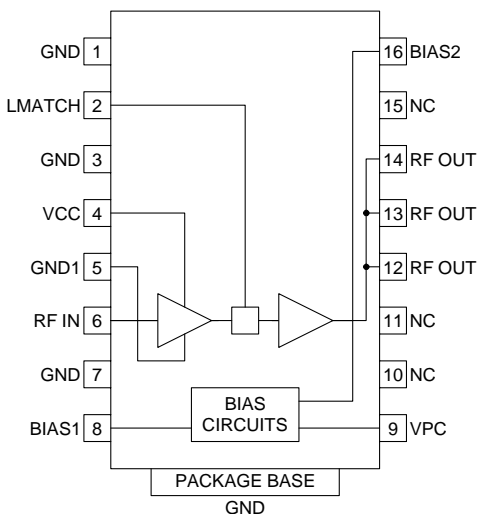 GND 1
LMATCH 2
GND 3
VCC 4
GND1 5
RF IN 6
GND 7
BIAS1 8
16 BIAS2
15 NC
14 RF OUT
13 RF OUT
12 RF OUT
11 NC
10 NC
9 VPC
BIAS
CIRCUITS
PACKAGE BASE
GND